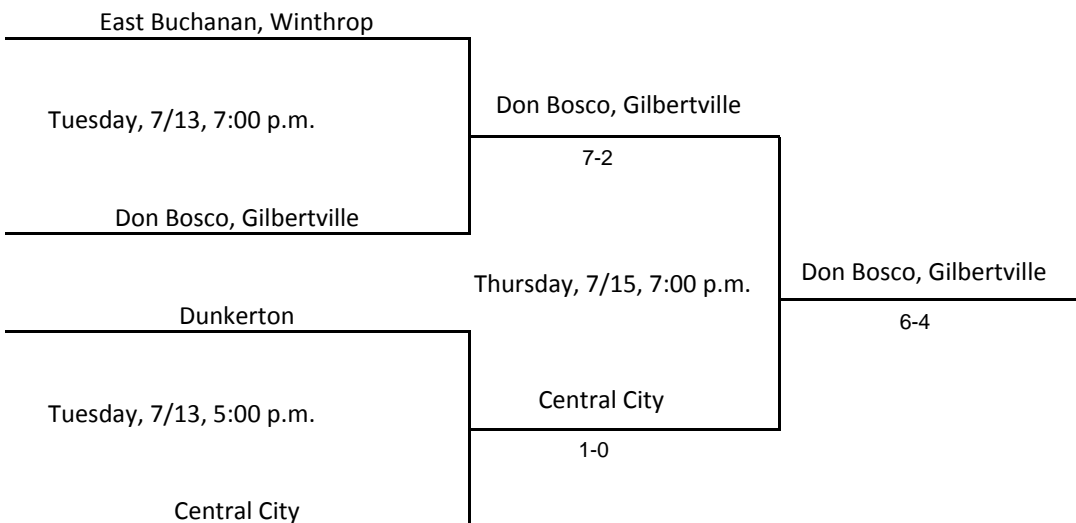 East Buchanan, Winthrop
Tuesday, 7/13, 7:00 p.m.
Don Bosco, Gilbertville
7-2
Don Bosco, Gilbertville
Thursday, 7/15, 7:00 p.m.
Don Bosco, Gilbertville
6-4
Dunkerton
Tuesday, 7/13, 5:00 p.m.
Central City
1-0
Central City